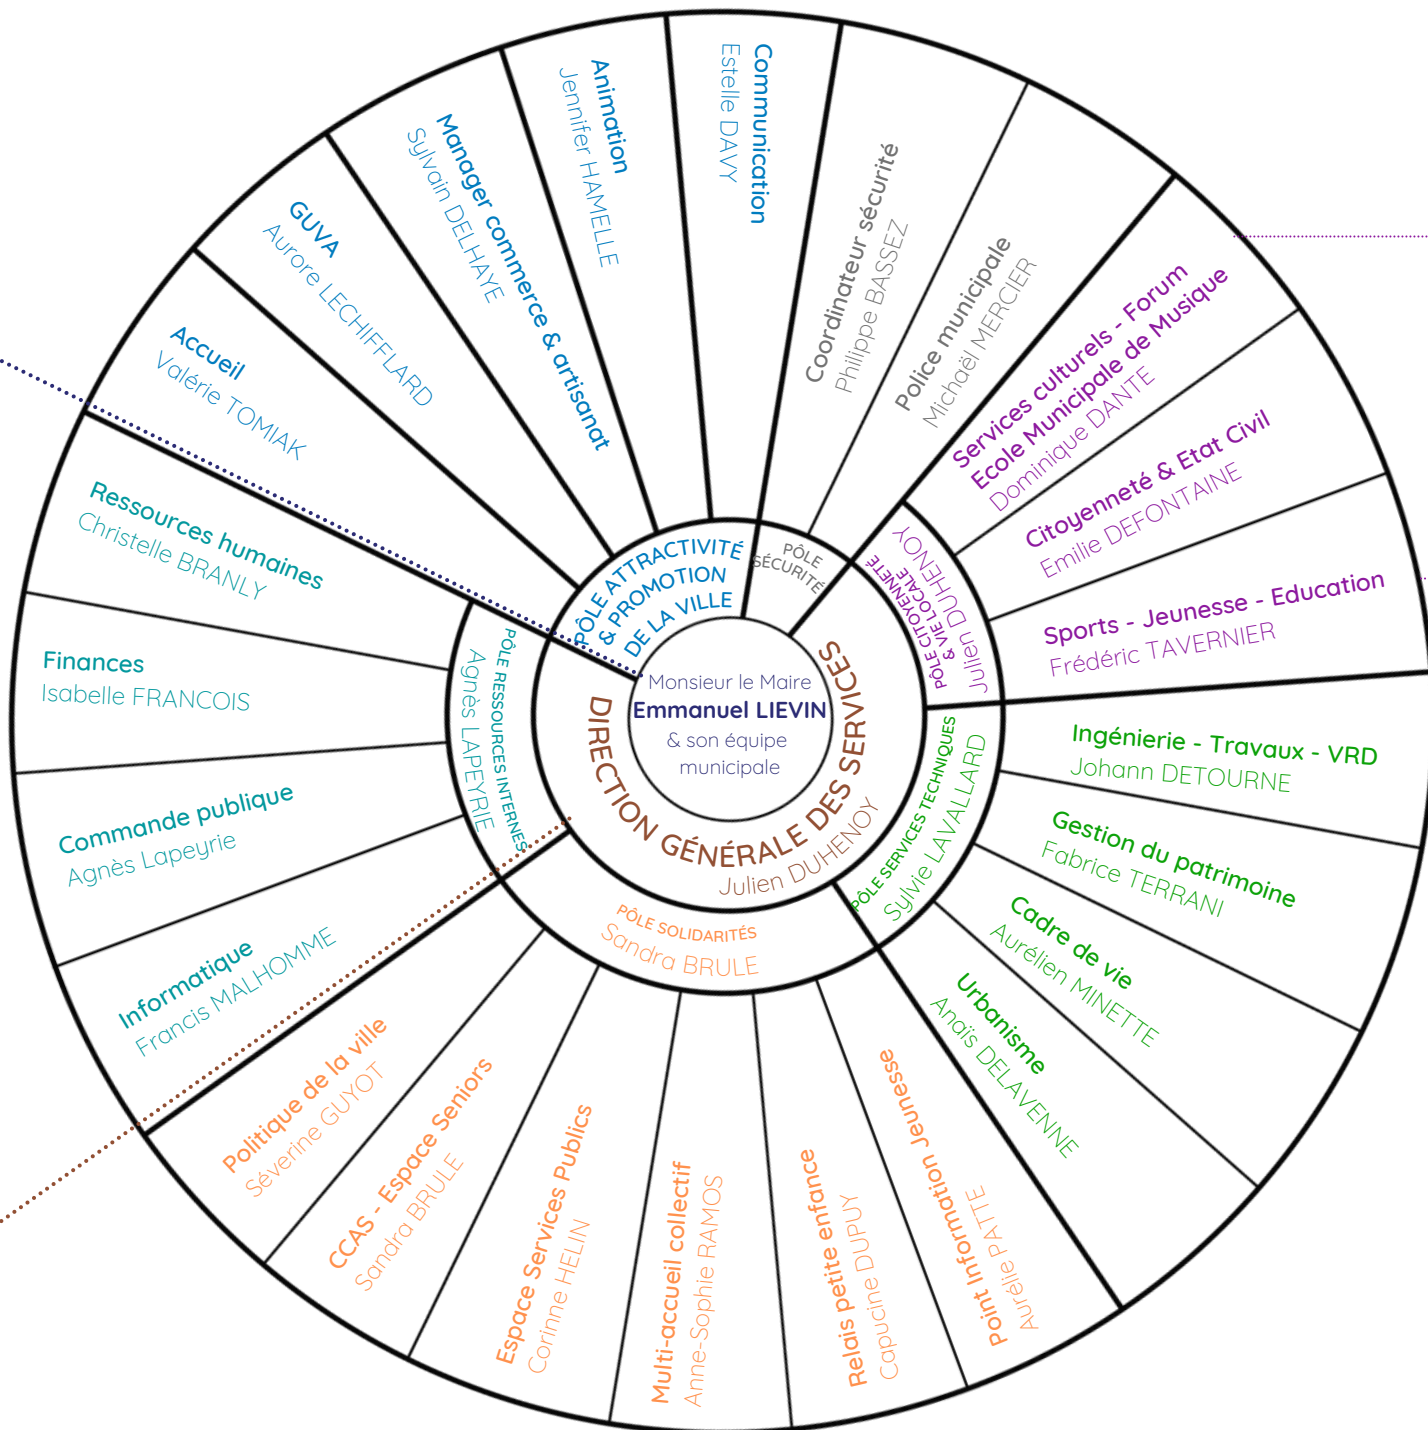 Monsieur le Maire
Emmanuel LIEVIN
& son équipe
municipale
DIRECTION GÉNÉRALE DES SERVICES
Julien DUHENOY
PÔLE ATTRACTIVITÉ
& PROMOTION
DE LA VILLE
Accueil
Valérie TOMIAK
GUVA
Aurore LECHIFFLARD
Manager commerce & artisanat
Sylvain DELHAYE
Animation
Jennifer HAMELLE
Communication
Estelle DAVY
PÔLE
SÉCURITÉ
Coordinateur sécurité
Philippe BASSEZ
Police municipale
Michaël MERCIER
PÔLE CITOYENNETÉ
& VIE LOCALE
Julien DUHENOY
Services culturels - Forum
Ecole Municipale de Musique
Dominique DANTE
Citoyenneté & Etat Civil
Emilie DEFONTAINE
Sports - Jeunesse - Education
Frédéric TAVERNIER
PÔLE SERVICES TECHNIQUES
Sylvie LAVALLARD
Ingénierie - Travaux - VRD
Johann DETOURNE
Gestion du patrimoine
Fabrice TERRANI
Cadre de vie
Aurélien MINETTE
Urbanisme
Anaïs DELAVENNE
PÔLE SOLIDARITÉS
Sandra BRULE
Point Information Jeunesse
Aurélie PATTE
Relais petite enfance
Capucine DUPUY
Multi-accueil collectif
Anne-Sophie RAMOS
Espace Services Publics
Corinne HELIN
CCAS - Espace Seniors
Sandra BRULE
Politique de la ville
Séverine GUYOT
PÔLE RESSOURCES INTERNES
Agnès LAPEYRIE
Informatique
Francis MALHOMME
Commande publique
Agnès Lapeyrie
Finances
Isabelle FRANCOIS
Ressources humaines
Christelle BRANLY